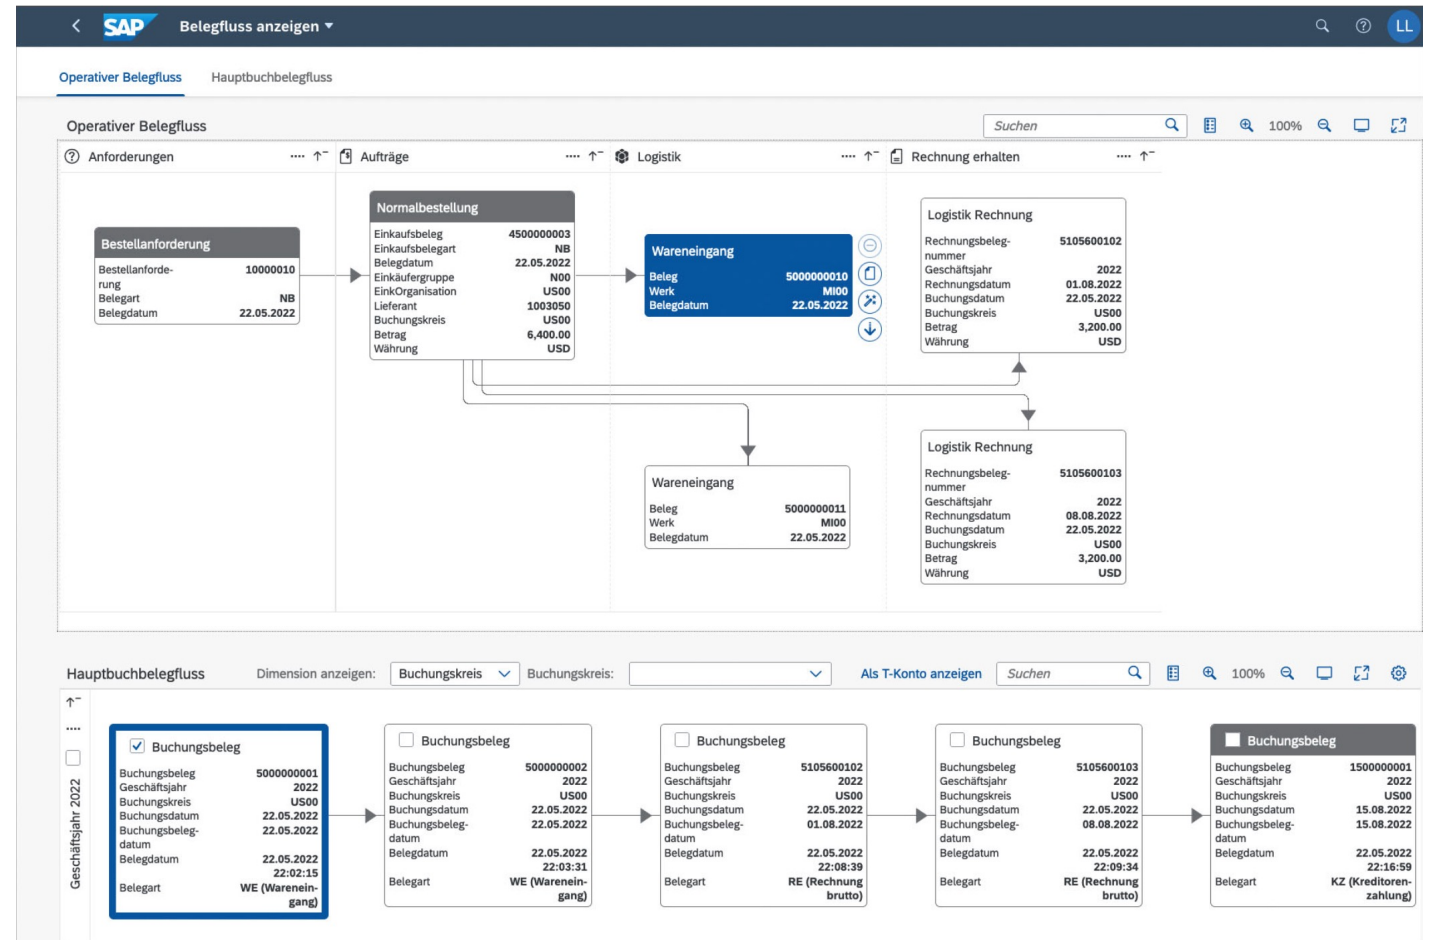 SAP Belegfluss anzeigen LL
Operativer Belegfluss Hauptbuchbelegfluss
Operativer Belegfluss Suchen 100%
Anforderungen Aufträge Logistik Rechnung erhalten
Bestellanforderung
Bestellanforde- 10000010
rung
Belegart NB
Belegdatum 22.05.2022
Normalbestellung
Einkaufsbeleg 4500000003
Einkaufsbelegart NB
Belegdatum 22.05.2022
Einkäufergruppe N00
EinkOrganisation US00
Lieferant 1003050
Buchungskreis US00
Betrag 6,400.00
Währung USD
Wareneingang
Beleg 5000000010
Werk MI00
Belegdatum 22.05.2022
Logistik Rechnung
Rechnungsbeleg- 5105600102
nummer
Geschäftsjahr 2022
Rechnungsdatum 01.08.2022
Buchungsdatum 22.05.2022
Buchungskreis US00
Betrag 3,200.00
Währung USD
Wareneingang
Beleg 5000000011
Werk MI00
Belegdatum 22.05.2022
Logistik Rechnung
Rechnungsbeleg- 5105600103
nummer
Geschäftsjahr 2022
Rechnungsdatum 08.08.2022
Buchungsdatum 22.05.2022
Buchungskreis US00
Betrag 3,200.00
Währung USD
Hauptbuchbelegfluss Dimension anzeigen: Buchungskreis Buchungskreis: Als T-Konto anzeigen Suchen 100%
Geschäftsjahr 2022
Buchungsbeleg
Buchungsbeleg 5000000001
Geschäftsjahr 2022
Buchungskreis US00
Buchungsdatum 22.05.2022
Buchungsbeleg- 22.05.2022
datum
Belegdatum 22.05.2022
22:02:15
Belegart WE (Warenein-
gang)
Buchungsbeleg
Buchungsbeleg 5000000002
Geschäftsjahr 2022
Buchungskreis US00
Buchungsdatum 22.05.2022
Buchungsbeleg- 22.05.2022
datum
Belegdatum 22.05.2022
22:03:31
Belegart WE (Warenein-
gang)
Buchungsbeleg
Buchungsbeleg 5105600102
Geschäftsjahr 2022
Buchungskreis US00
Buchungsdatum 22.05.2022
Buchungsbeleg- 01.08.2022
datum
Belegdatum 22.05.2022
22:08:39
Belegart RE (Rechnung
brutto)
Buchungsbeleg
Buchungsbeleg 5105600103
Geschäftsjahr 2022
Buchungskreis US00
Buchungsdatum 22.05.2022
Buchungsbeleg- 08.08.2022
datum
Belegdatum 22.05.2022
22:09:34
Belegart RE (Rechnung
brutto)
Buchungsbeleg
Buchungsbeleg 1500000001
Geschäftsjahr 2022
Buchungskreis US00
Buchungsdatum 15.08.2022
Buchungsbeleg- 15.08.2022
datum
Belegdatum 22.05.2022
22:16:59
Belegart KZ (Kreditoren-
zahlung)